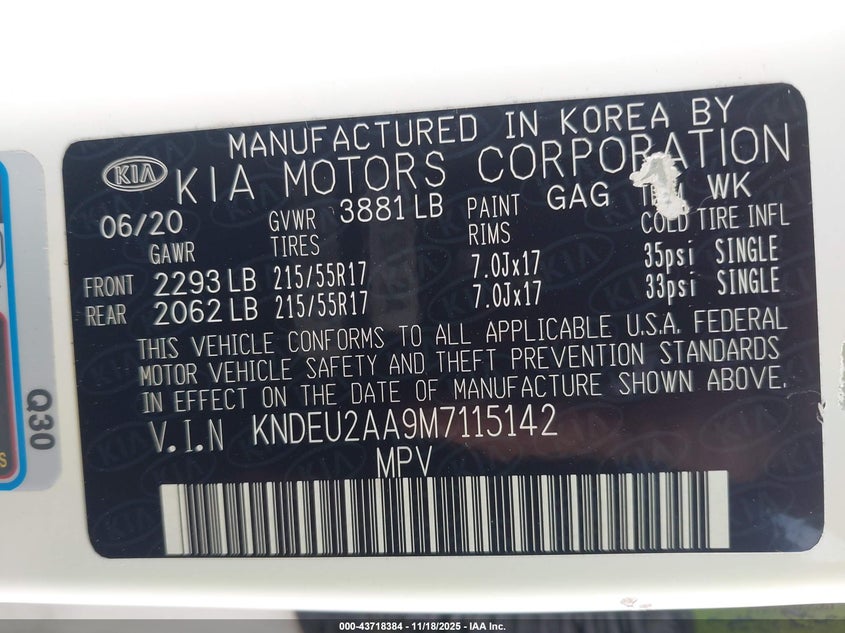 MANUFACTURED IN KOREA BY
KIA KIA MOTORS CORPORATION
06/20 GVWR 3881 LB PAINT GAG WK
GAWR TIRES RIMS COLD TIRE INFL
FRONT 2293 LB 215/55R17 7.0Jx17 35psi SINGLE
REAR 2062 LB 215/55R17 7.0Jx17 33psi SINGLE
THIS VEHICLE CONFORMS TO ALL APPLICABLE U.S.A. FEDERAL
MOTOR VEHICLE SAFETY AND THEFT PREVENTION STANDARDS
IN EFFECT ON THE DATE OF MANUFACTURE SHOWN ABOVE.
V.I.N KNDEU2AA9M7115142
MPV
Q30
S
000-43718384 - 11/18/2025 - IAA Inc.